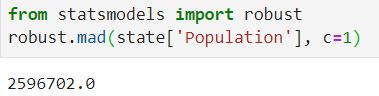 from statsmodels import robust
robust.mad(state['Population'], c=1)
2596702.0